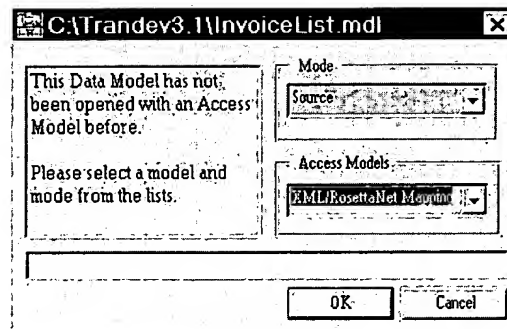 C:\Trandev3.1\InvoiceList.mdl
This Data Model has not
been opened with an Access
Model before.
Please select a model and
mode from the lists.
Mode
Source
Access Models
XML/RosettaNet Mapping
OK
Cancel